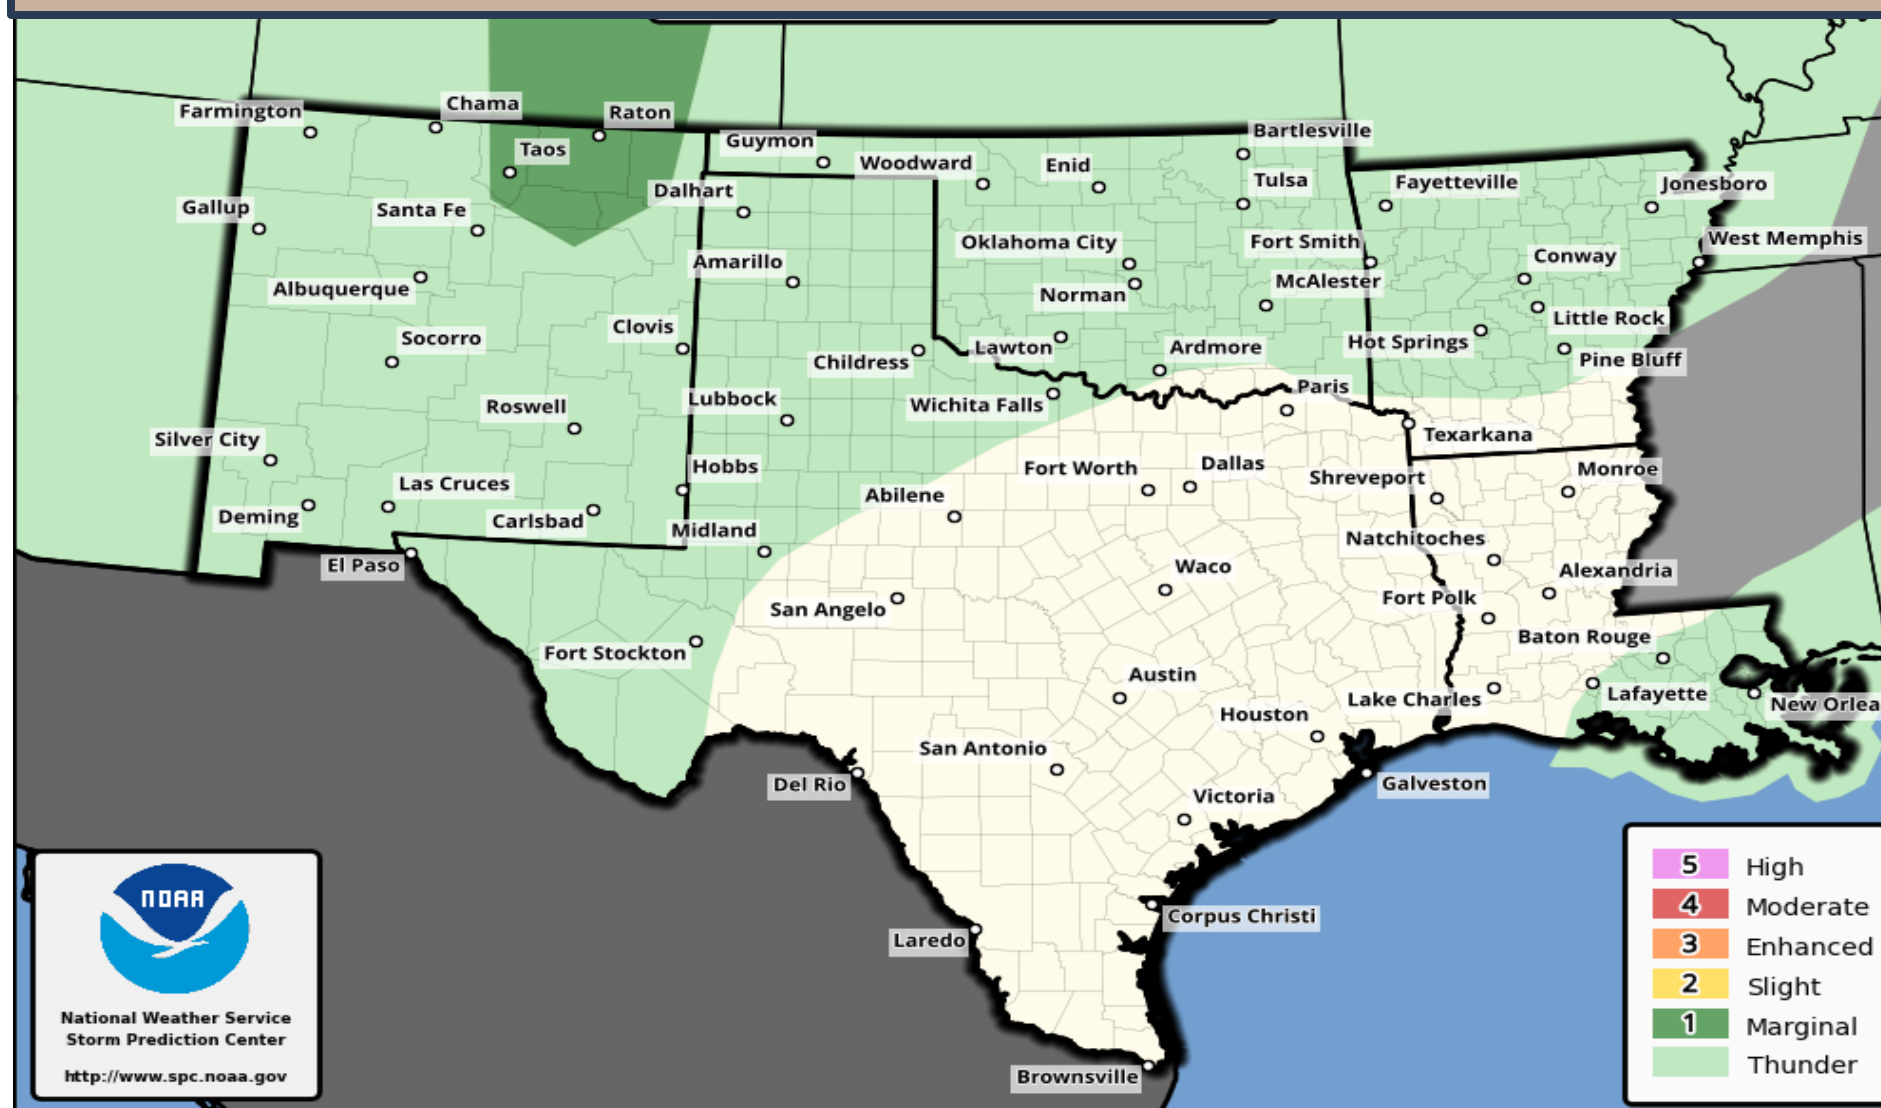 Farmington
Chama
Raton
Taos
Guymon
Woodward
Enid
Bartlesville
Tulsa
Fayetteville
Jonesboro
Gallup
Santa Fe
Dalhart
Oklahoma City
Fort Smith
West Memphis
Amarillo
Conway
Albuquerque
Norman
McAlester
Little Rock
Socorro
Clovis
Childress
Lawton
Ardmore
Hot Springs
Pine Bluff
Roswell
Lubbock
Wichita Falls
Paris
Silver City
Texarkana
Las Cruces
Hobbs
Abilene
Fort Worth
Dallas
Shreveport
Monroe
Deming
Carlsbad
Midland
Natchitoches
El Paso
Waco
Alexandria
San Angelo
Fort Polk
Fort Stockton
Baton Rouge
Austin
Lake Charles
Lafayette
New Orlea
Houston
San Antonio
Del Rio
Galveston
Victoria
Corpus Christi
Laredo
Brownsville
NOAA
National Weather Service
Storm Prediction Center
http://www.spc.noaa.gov
5 High
4 Moderate
3 Enhanced
2 Slight
1 Marginal
Thunder